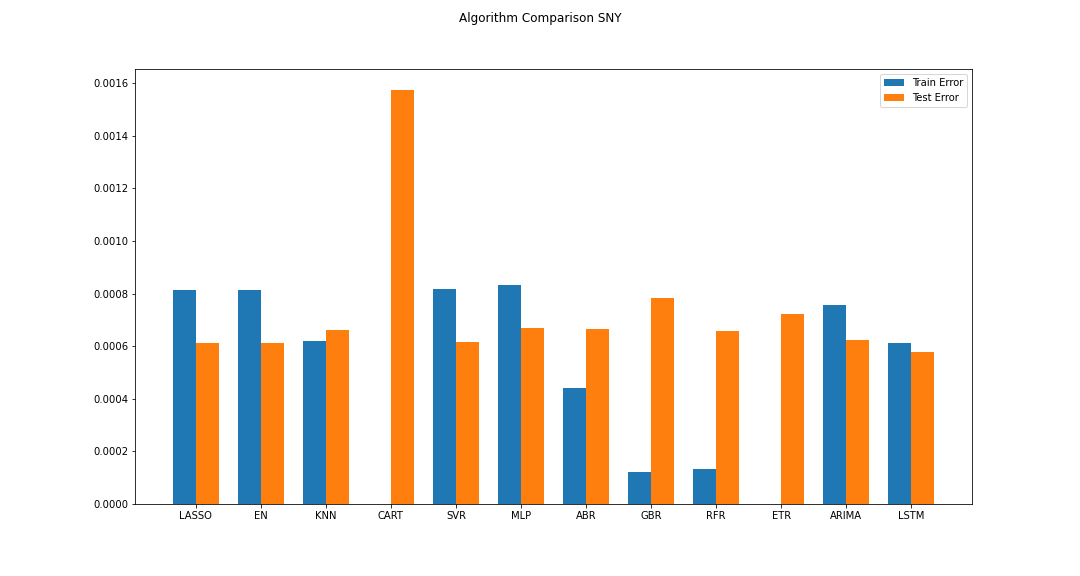 Algorithm Comparison SNY
Train Error
Test Error
0.0016
0.0014
0.0012
0.0010
0.0008
0.0006
0.0004
0.0002
0.0000
LASSO EN KNN CART SVR MLP ABR GBR RFR ETR ARIMA LSTM